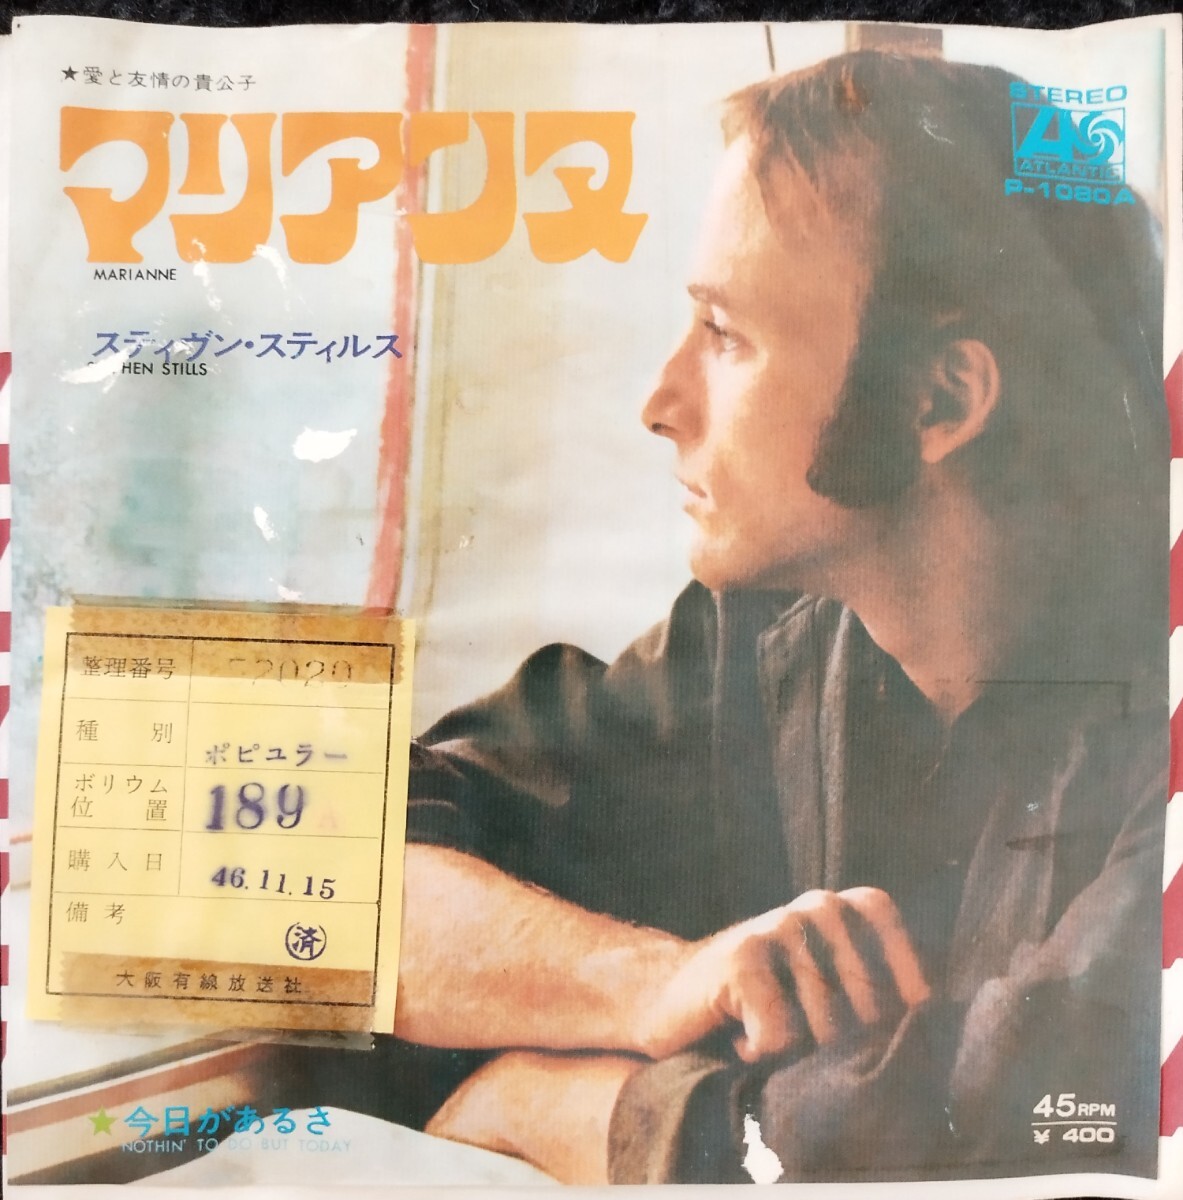 ★愛と友情の貴公子
マリアンヌ
MARIANNE
スティヴン・スティルス
STILLS
STEREO
ATLANTIC
P-1080A
整理番号 2020
種別 ポピュラー
ボリウム位置 189
購入日 46.11.15
備考 済
大阪有線放送社
★今日があるさ
NOTHIN' TO DO BUT TODAY
45RPM
¥ 400